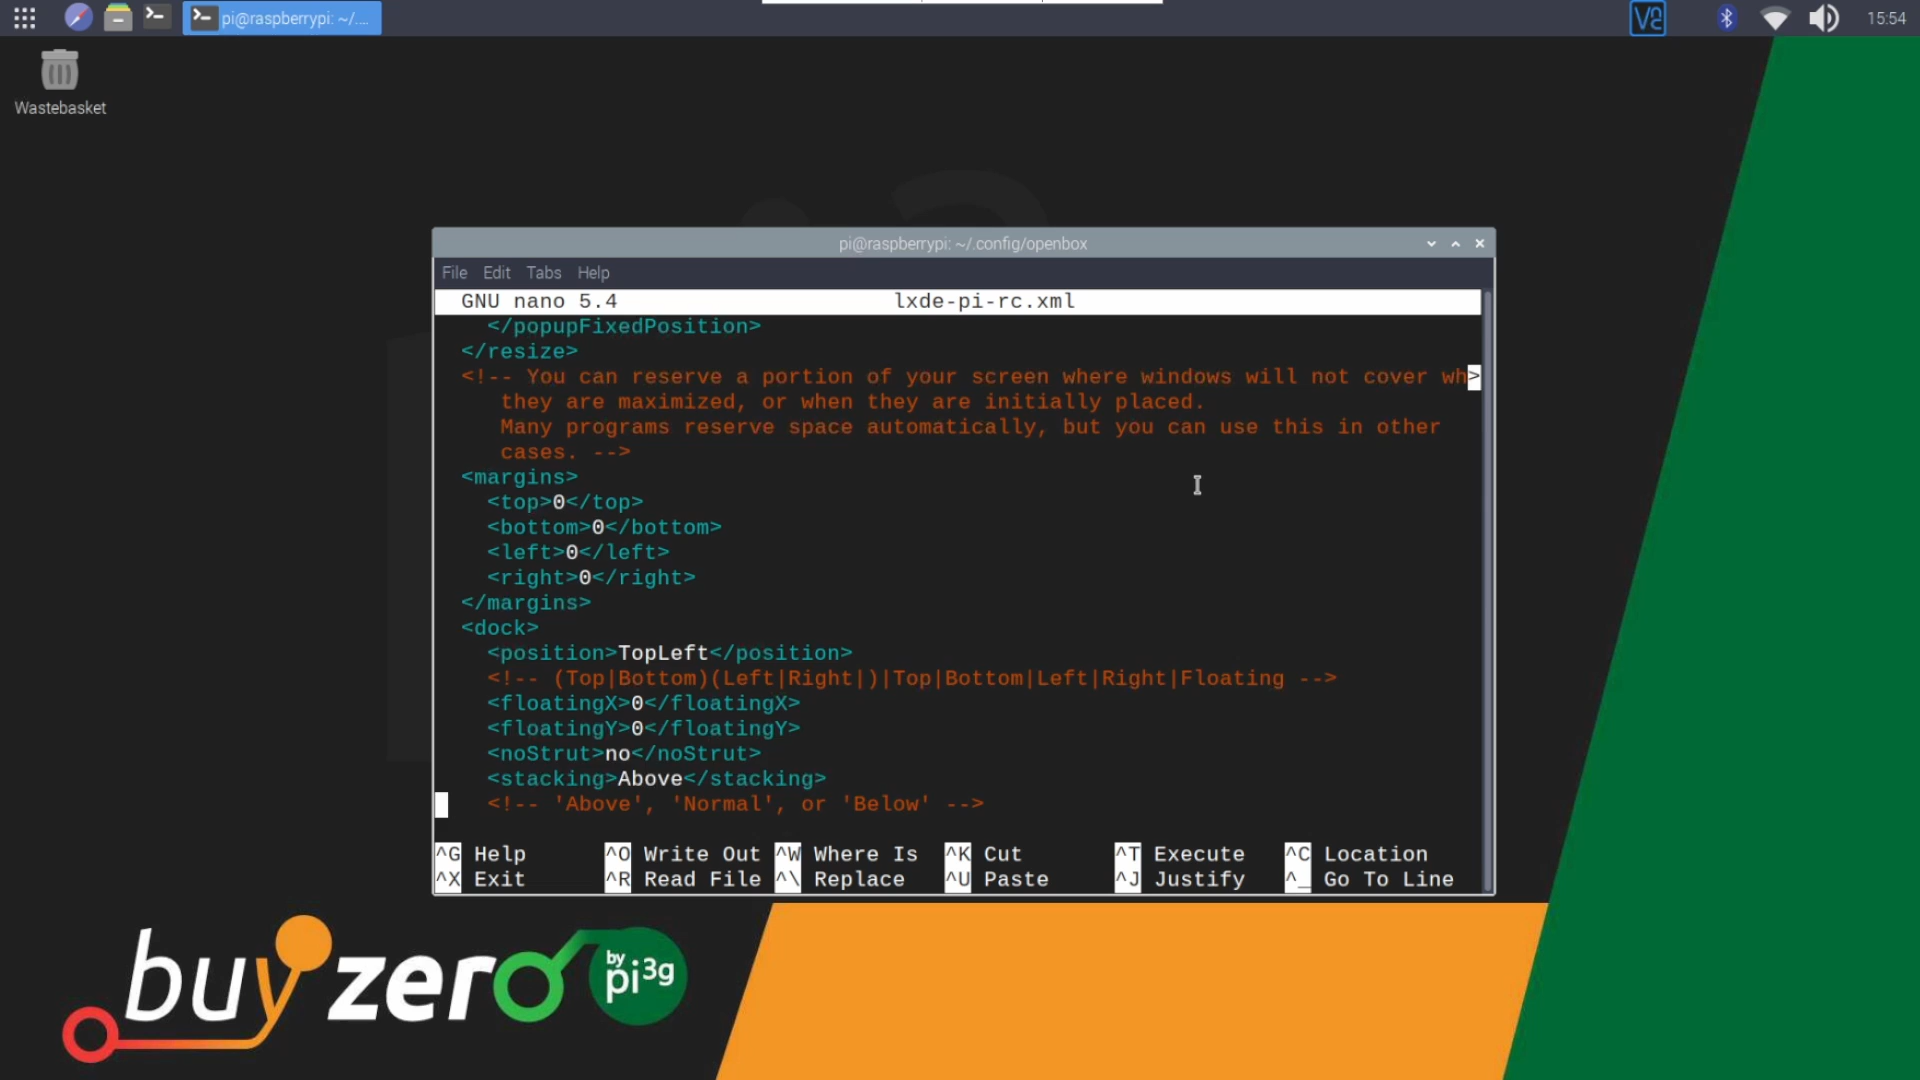 pi@raspberrypi: ~/....
15:54
Wastebasket
pi@raspberrypi: ~/.config/openbox
File Edit Tabs Help
GNU nano 5.4 lxde-pi-rc.xml
</popupFixedPosition>
</resize>
<!-- You can reserve a portion of your screen where windows will not cover wh>
they are maximized, or when they are initially placed.
Many programs reserve space automatically, but you can use this in other
cases. -->
<margins>
<top>0</top>
<bottom>0</bottom>
<left>0</left>
<right>0</right>
</margins>
<dock>
<position>TopLeft</position>
<!-- (Top|Bottom)(Left|Right|)|Top|Bottom|Left|Right|Floating -->
<floatingX>0</floatingX>
<floatingY>0</floatingY>
<noStrut>no</noStrut>
<stacking>Above</stacking>
<!-- 'Above', 'Normal', or 'Below' -->
^G Help ^O Write Out ^W Where Is ^K Cut ^T Execute ^C Location
^X Exit ^R Read File ^\ Replace ^U Paste ^J Justify ^_ Go To Line
buyzero by pi3g